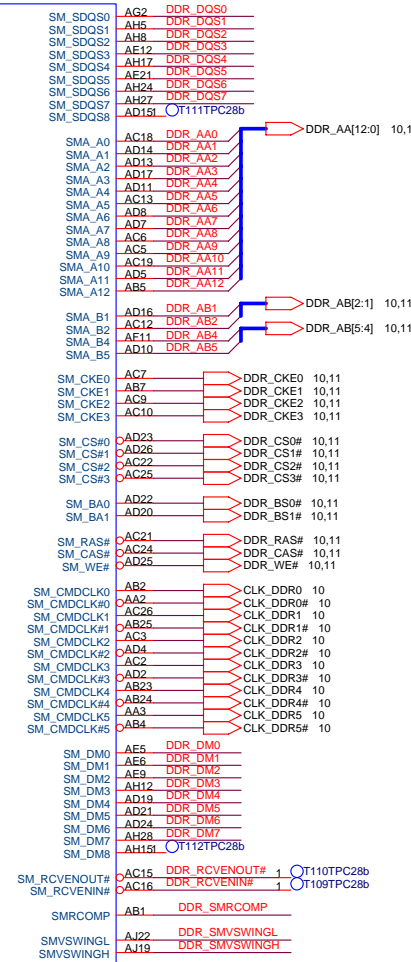 SM_SDQS0 AG2 DDR_DQS0
SM_SDQS1 AH5 DDR_DQS1
SM_SDQS2 AH8 DDR_DQS2
SM_SDQS3 AE12 DDR_DQS3
SM_SDQS4 AH17 DDR_DQS4
SM_SDQS5 AE21 DDR_DQS5
SM_SDQS6 AH24 DDR_DQS6
SM_SDQS7 AH27 DDR_DQS7
SM_SDQS8 AD15 1 T111TPC28b
SMA_A0 AC18 DDR_AA0 DDR_AA[12:0] 10,1
SMA_A1 AD14 DDR_AA1
SMA_A2 AD13 DDR_AA2
SMA_A3 AD17 DDR_AA3
SMA_A4 AD11 DDR_AA4
SMA_A5 AC13 DDR_AA5
SMA_A6 AD8 DDR_AA6
SMA_A7 AD7 DDR_AA7
SMA_A8 AC6 DDR_AA8
SMA_A9 AC5 DDR_AA9
SMA_A10 AC19 DDR_AA10
SMA_A11 AD5 DDR_AA11
SMA_A12 AB5 DDR_AA12
SMA_B1 AD16 DDR_AB1 DDR_AB[2:1] 10,11
SMA_B2 AC12 DDR_AB2
SMA_B4 AF11 DDR_AB4 DDR_AB[5:4] 10,11
SMA_B5 AD10 DDR_AB5
SM_CKE0 AC7 DDR_CKE0 10,11
SM_CKE1 AB7 DDR_CKE1 10,11
SM_CKE2 AC9 DDR_CKE2 10,11
SM_CKE3 AC10 DDR_CKE3 10,11
SM_CS#0 AD23 DDR_CS0# 10,11
SM_CS#1 AD26 DDR_CS1# 10,11
SM_CS#2 AC22 DDR_CS2# 10,11
SM_CS#3 AC25 DDR_CS3# 10,11
SM_BA0 AD22 DDR_BS0# 10,11
SM_BA1 AD20 DDR_BS1# 10,11
SM_RAS# AC21 DDR_RAS# 10,11
SM_CAS# AC24 DDR_CAS# 10,11
SM_WE# AD25 DDR_WE# 10,11
SM_CMDCLK0 AB2 CLK_DDR0 10
SM_CMDCLK#0 AA2 CLK_DDR0# 10
SM_CMDCLK1 AC26 CLK_DDR1 10
SM_CMDCLK#1 AB25 CLK_DDR1# 10
SM_CMDCLK2 AC3 CLK_DDR2 10
SM_CMDCLK#2 AD4 CLK_DDR2# 10
SM_CMDCLK3 AC2 CLK_DDR3 10
SM_CMDCLK#3 AD2 CLK_DDR3# 10
SM_CMDCLK4 AB23 CLK_DDR4 10
SM_CMDCLK#4 AB24 CLK_DDR4# 10
SM_CMDCLK5 AA3 CLK_DDR5 10
SM_CMDCLK#5 AB4 CLK_DDR5# 10
SM_DM0 AE5 DDR_DM0
SM_DM1 AE6 DDR_DM1
SM_DM2 AE9 DDR_DM2
SM_DM3 AH12 DDR_DM3
SM_DM4 AD19 DDR_DM4
SM_DM5 AD21 DDR_DM5
SM_DM6 AD24 DDR_DM6
SM_DM7 AH28 DDR_DM7
SM_DM8 AH15 1 T112TPC28b
SM_RCVENOUT# AC15 DDR_RCVENOUT# 1 T110TPC28b
SM_RCVENIN# AC16 DDR_RCVENIN# 1 T109TPC28b
SMRCOMP AB1 DDR_SMRCOMP
SMVSWINGL AJ22 DDR_SMVSWINGL
SMVSWINGH AJ19 DDR_SMVSWINGH